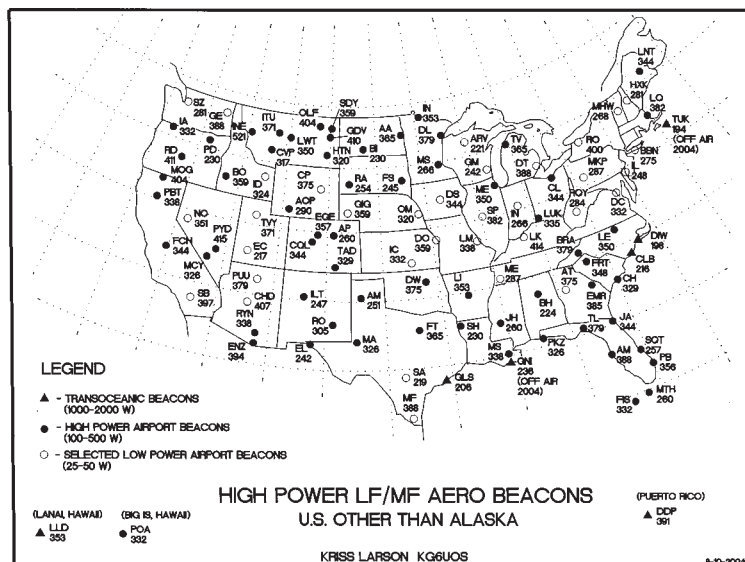 LNT
344
HXK
281
LQ
382
MHW
268
TUK
194
(OFF AIR
2004)
SZ
281
GE
388
IA
332
NE
521
ITU
371
OLF
404
SDY
359
IN
353
LWT
350
GDV
410
AA
365
DL
379
ARV
221
TV
365
RO
400
BBN
275
RD
411
PD
230
CVP
317
HTN
320
BI
230
MS
266
GM
242
DT
388
MKP
287
IL
248
MOG
404
BO
359
ID
324
CP
375
RA
254
FS
245
ME
350
CL
344
ROY
284
DC
332
PBT
338
AOP
290
GIG
359
OM
320
DS
344
SP
382
IN
266
LUK
335
NO
351
TVY
371
EGE
357
AP
260
LE
350
DIW
198
FCH
344
PYD
415
EC
217
COL
344
TAD
329
IC
332
DO
359
LM
338
LK
414
BRA
379
CLB
216
MCY
326
PUU
379
DW
375
LI
353
ME
287
AT
375
FRT
348
CH
329
SB
397
CHD
407
ILT
247
AM
251
EMR
385
RYN
338
RO
305
FT
365
SH
230
JH
260
BH
224
TL
379
JA
344
ENZ
394
EL
242
MA
326
MS
338
GNI
236
(OFF AIR
2004)
PKZ
326
AM
388
SQT
257
PB
356
SA
219
GLS
206
MF
388
FIS
332
MTH
260
LEGEND
▲ - TRANSOCEANIC BEACONS
(1000-2000 W)
● - HIGH POWER AIRPORT BEACONS
(100-500 W)
○ - SELECTED LOW POWER AIRPORT BEACONS
(25-50 W)
HIGH POWER LF/MF AERO BEACONS
U.S. OTHER THAN ALASKA
(LANAI, HAWAII)
LLD
353
(BIG IS, HAWAII)
POA
332
(PUERTO RICO)
DDP
391
KRISS LARSON KG6UOS
8-10-2004